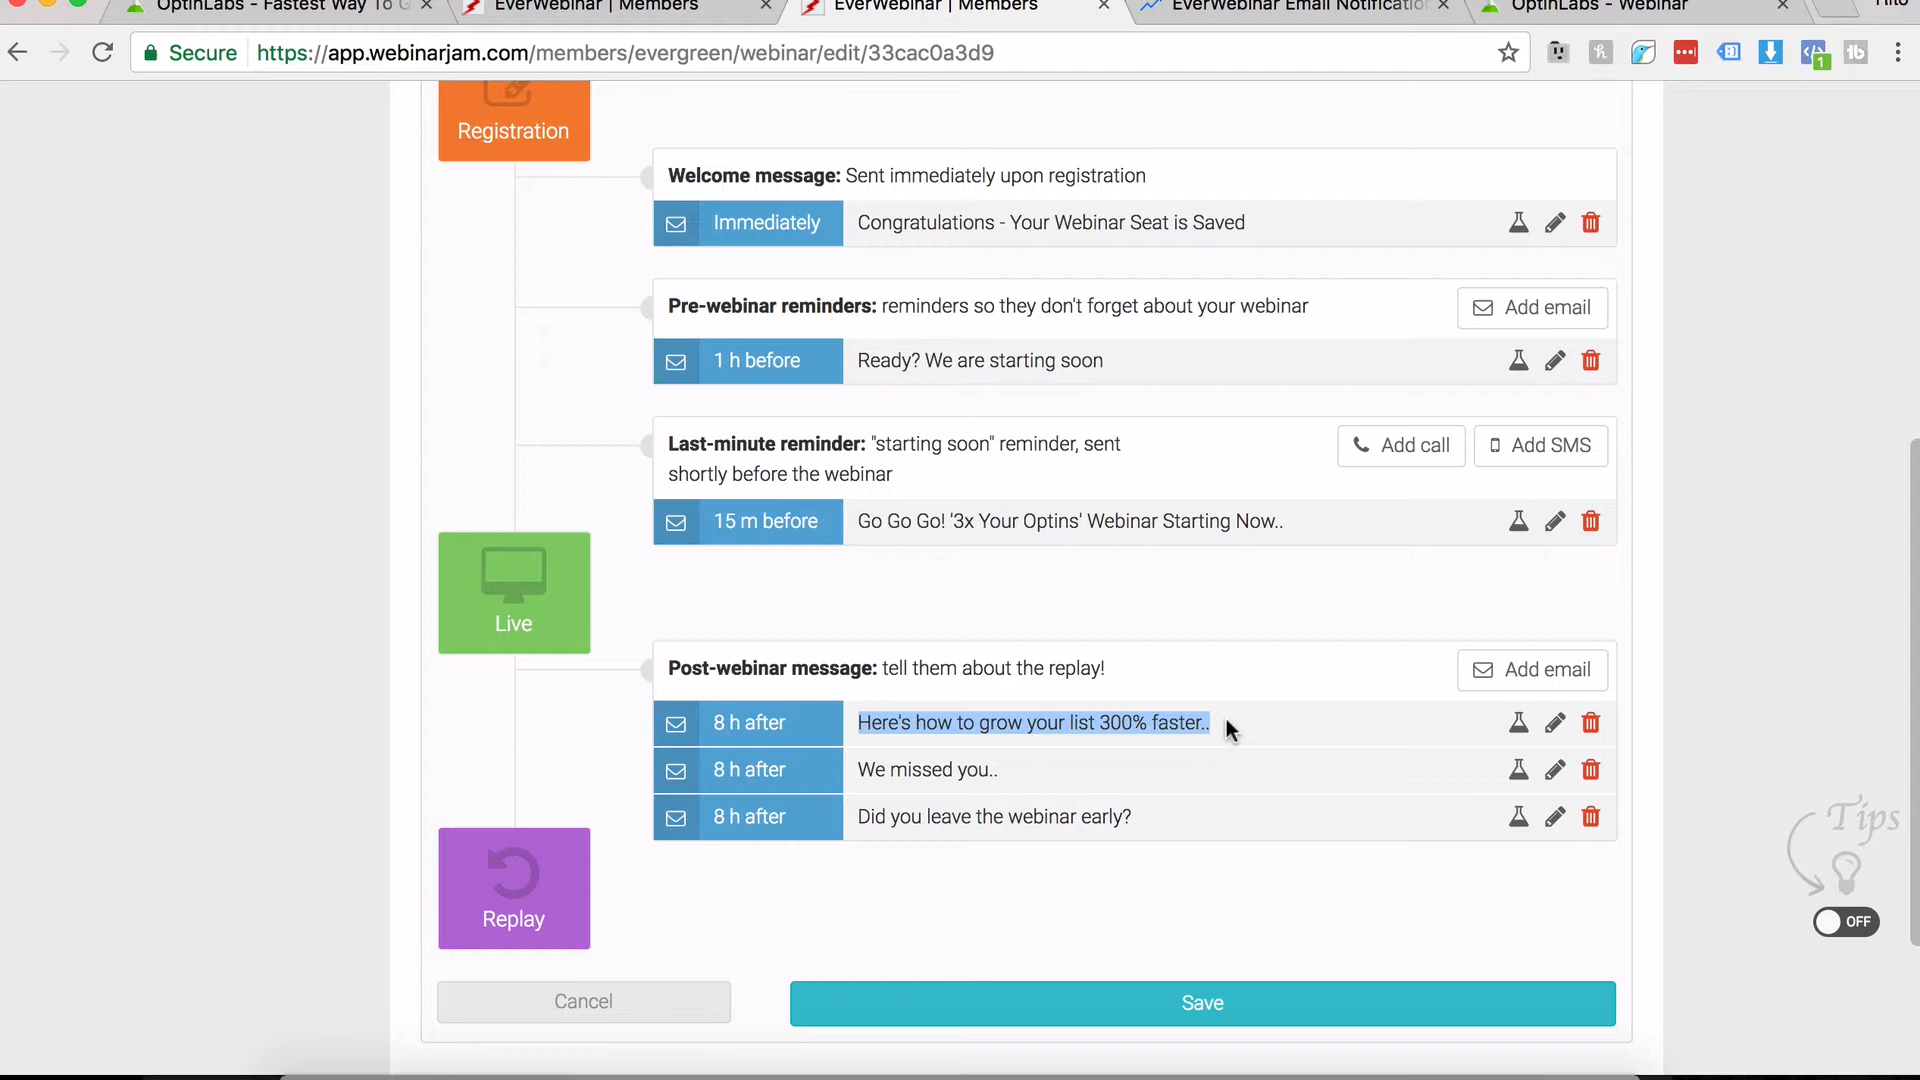 OptinLabs - Fastest Way To G
EverWebinar | Members
EverWebinar | Members
EverWebinar Email Notificatio
OptinLabs - Webinar
Secure https://app.webinarjam.com/members/evergreen/webinar/edit/33cac0a3d9
1
Registration
Welcome message: Sent immediately upon registration
Immediately Congratulations - Your Webinar Seat is Saved
Pre-webinar reminders: reminders so they don't forget about your webinar Add email
1 h before Ready? We are starting soon
Last-minute reminder: "starting soon" reminder, sent Add call Add SMS
shortly before the webinar
15 m before Go Go Go! '3x Your Optins' Webinar Starting Now..
Live
Post-webinar message: tell them about the replay! Add email
8 h after Here's how to grow your list 300% faster..
8 h after We missed you..
8 h after Did you leave the webinar early?
Tips
Replay
OFF
Cancel Save